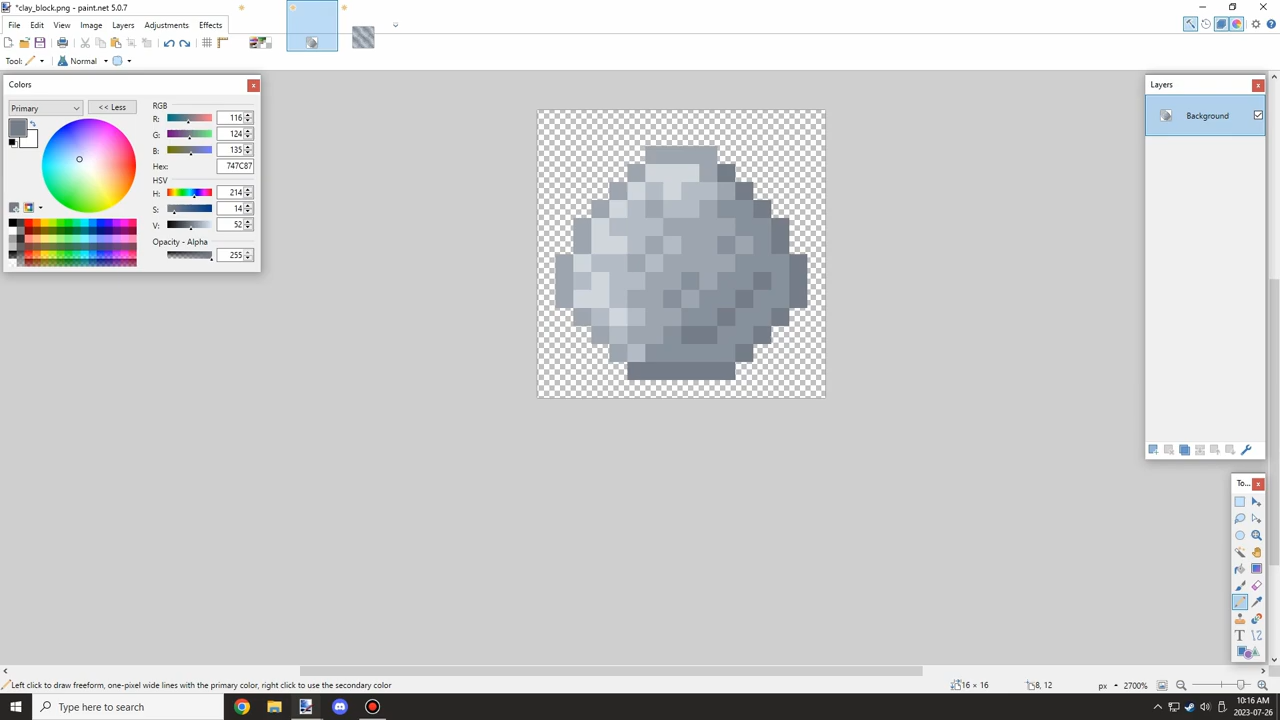 *clay_block.png - paint.net 5.0.7
File Edit View Image Layers Adjustments Effects
Tool: Normal
Colors
Primary
<< Less
RGB
R: 116
G: 124
B: 135
Hex: 747C87
HSV
H: 214
S: 14
V: 52
Opacity - Alpha
255
Layers
Background
To...
Left click to draw freeform, one-pixel wide lines with the primary color, right click to use the secondary color
16 × 16
8, 12
px
2700%
Type here to search
10:16 AM
2023-07-26